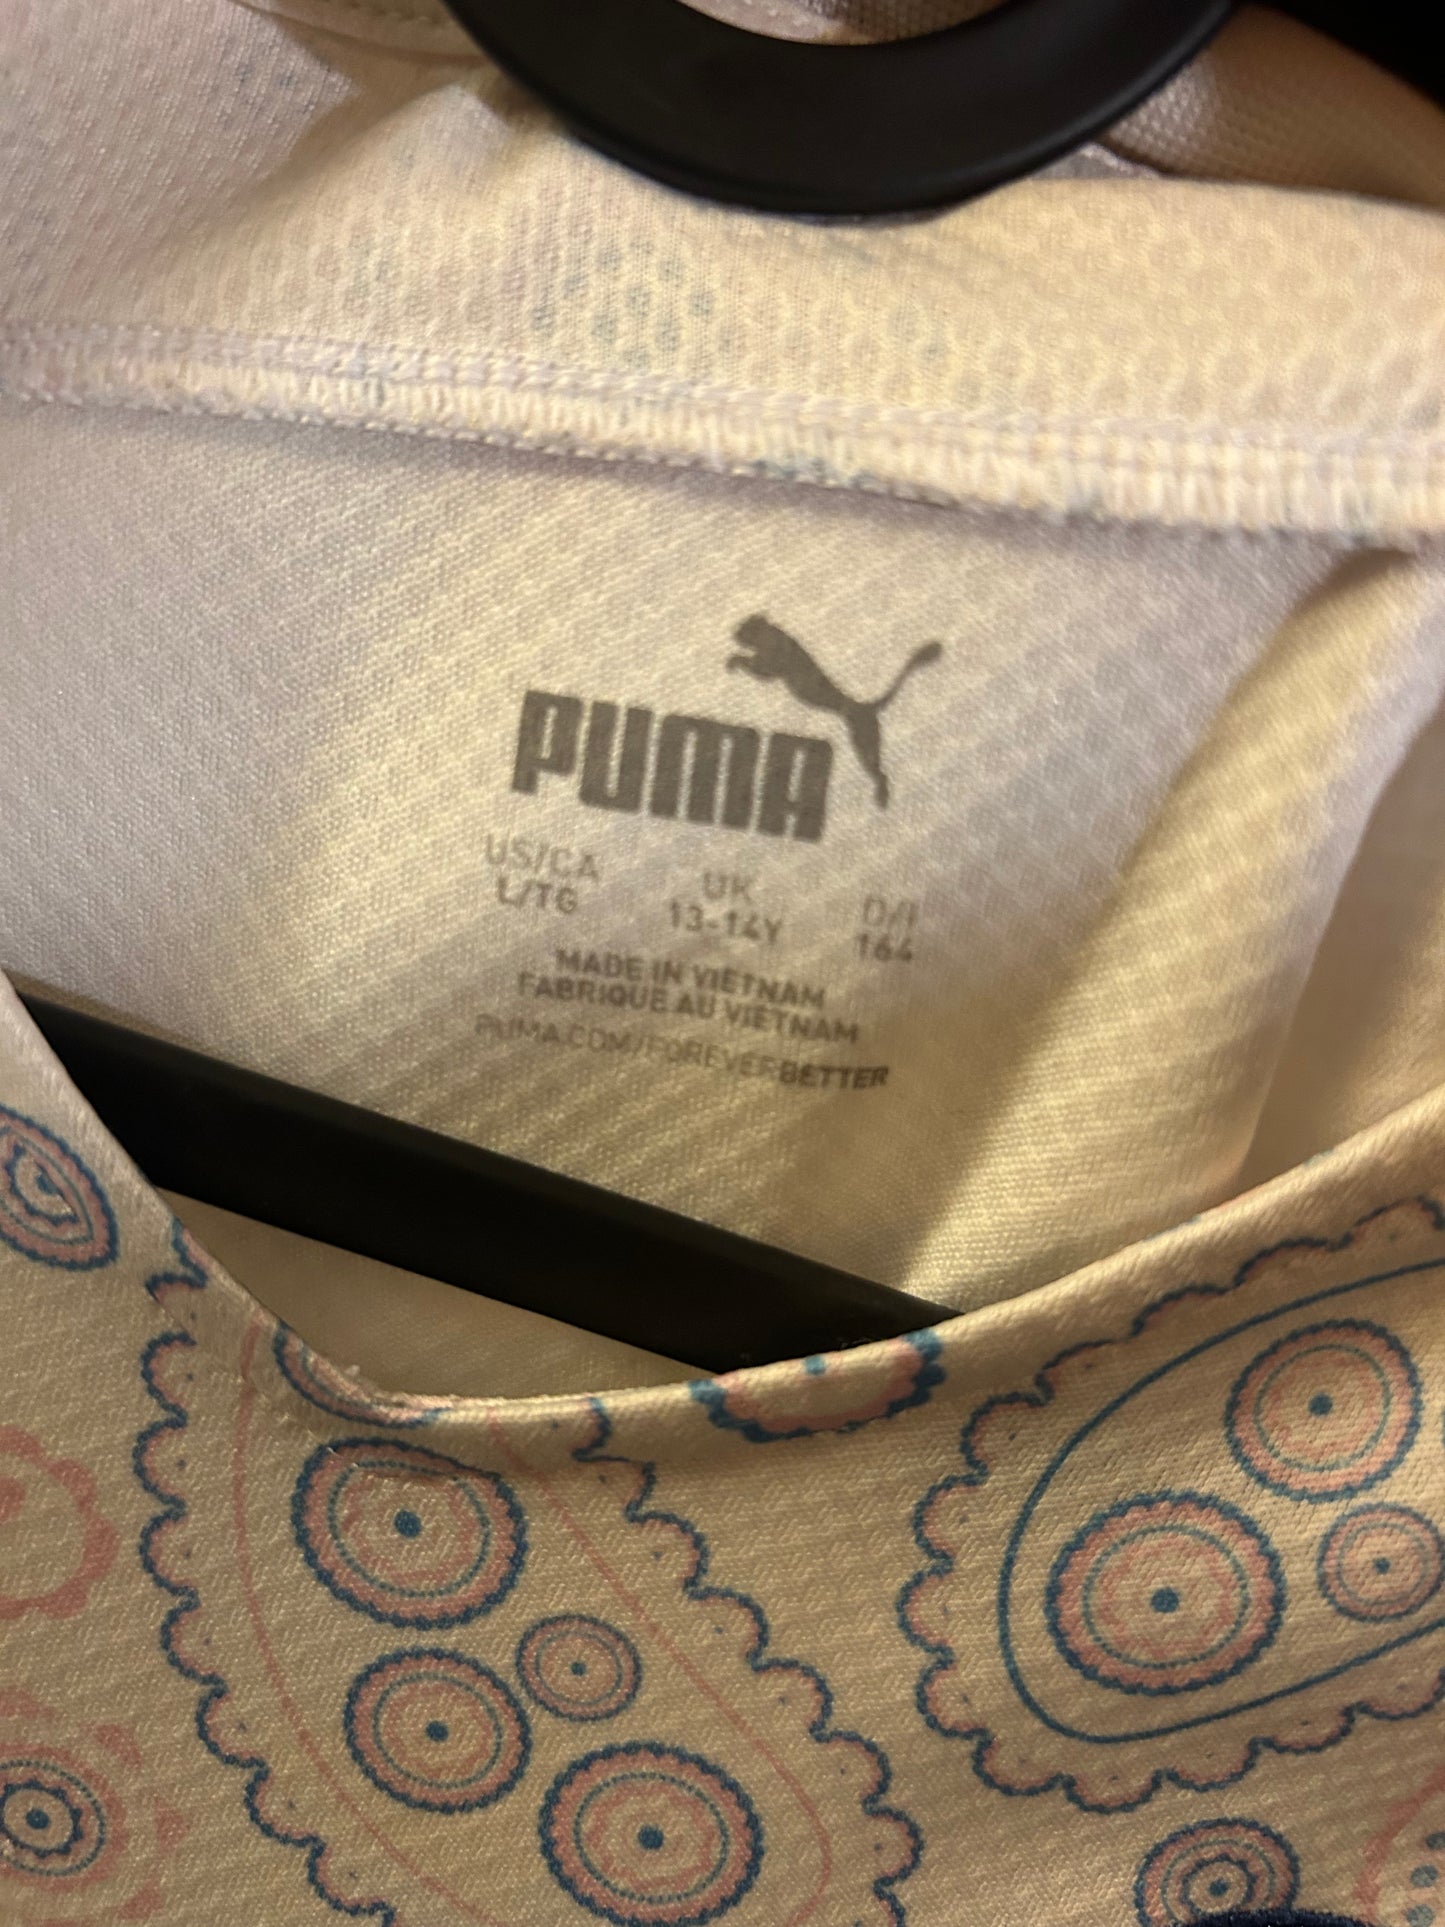 PUMA
US/CA UK D/I
L/TG 13-14Y 164
MADE IN VIETNAM
FABRIQUE AU VIETNAM
PUMA.COM/FOREVERBETTER